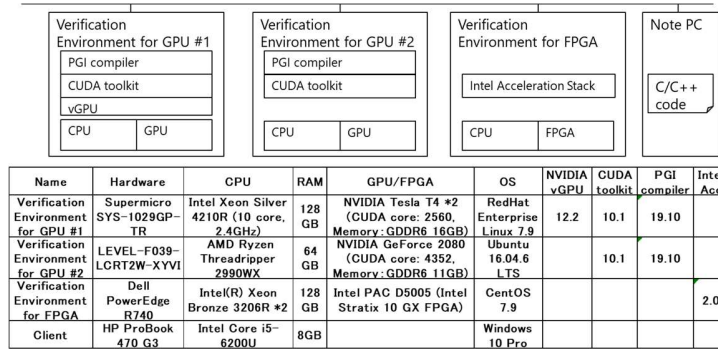 Verification
Environment for GPU #1
PGI compiler
CUDA toolkit
vGPU
CPU GPU
Verification
Environment for GPU #2
PGI compiler
CUDA toolkit
CPU GPU
Verification
Environment for FPGA
Intel Acceleration Stack
CPU FPGA
Note PC
C/C++
code
Name Hardware CPU RAM GPU/FPGA OS NVIDIA vGPU CUDA toolkit PGI compiler Inte
Verification Environment for GPU #1 Supermicro SYS-1029GP-TR Intel Xeon Silver 4210R (10 core, 2.4GHz) 128 GB NVIDIA Tesla T4 *2 (CUDA core: 2560, Memory: GDDR6 16GB) RedHat Enterprise Linux 7.9 12.2 10.1 19.10
Verification Environment for GPU #2 LEVEL-F039-LCRT2W-XYVI AMD Ryzen Threadripper 2990WX 64 GB NVIDIA GeForce 2080 (CUDA core: 4352, Memory: GDDR6 11GB) Ubuntu 16.04.6 LTS 10.1 19.10
Verification Environment for FPGA Dell PowerEdge R740 Intel(R) Xeon Bronze 3206R *2 128 GB Intel PAC D5005 (Intel Stratix 10 GX FPGA) CentOS 7.9 2.0
Client HP ProBook 470 G3 Intel Core i5-6200U 8GB Windows 10 Pro